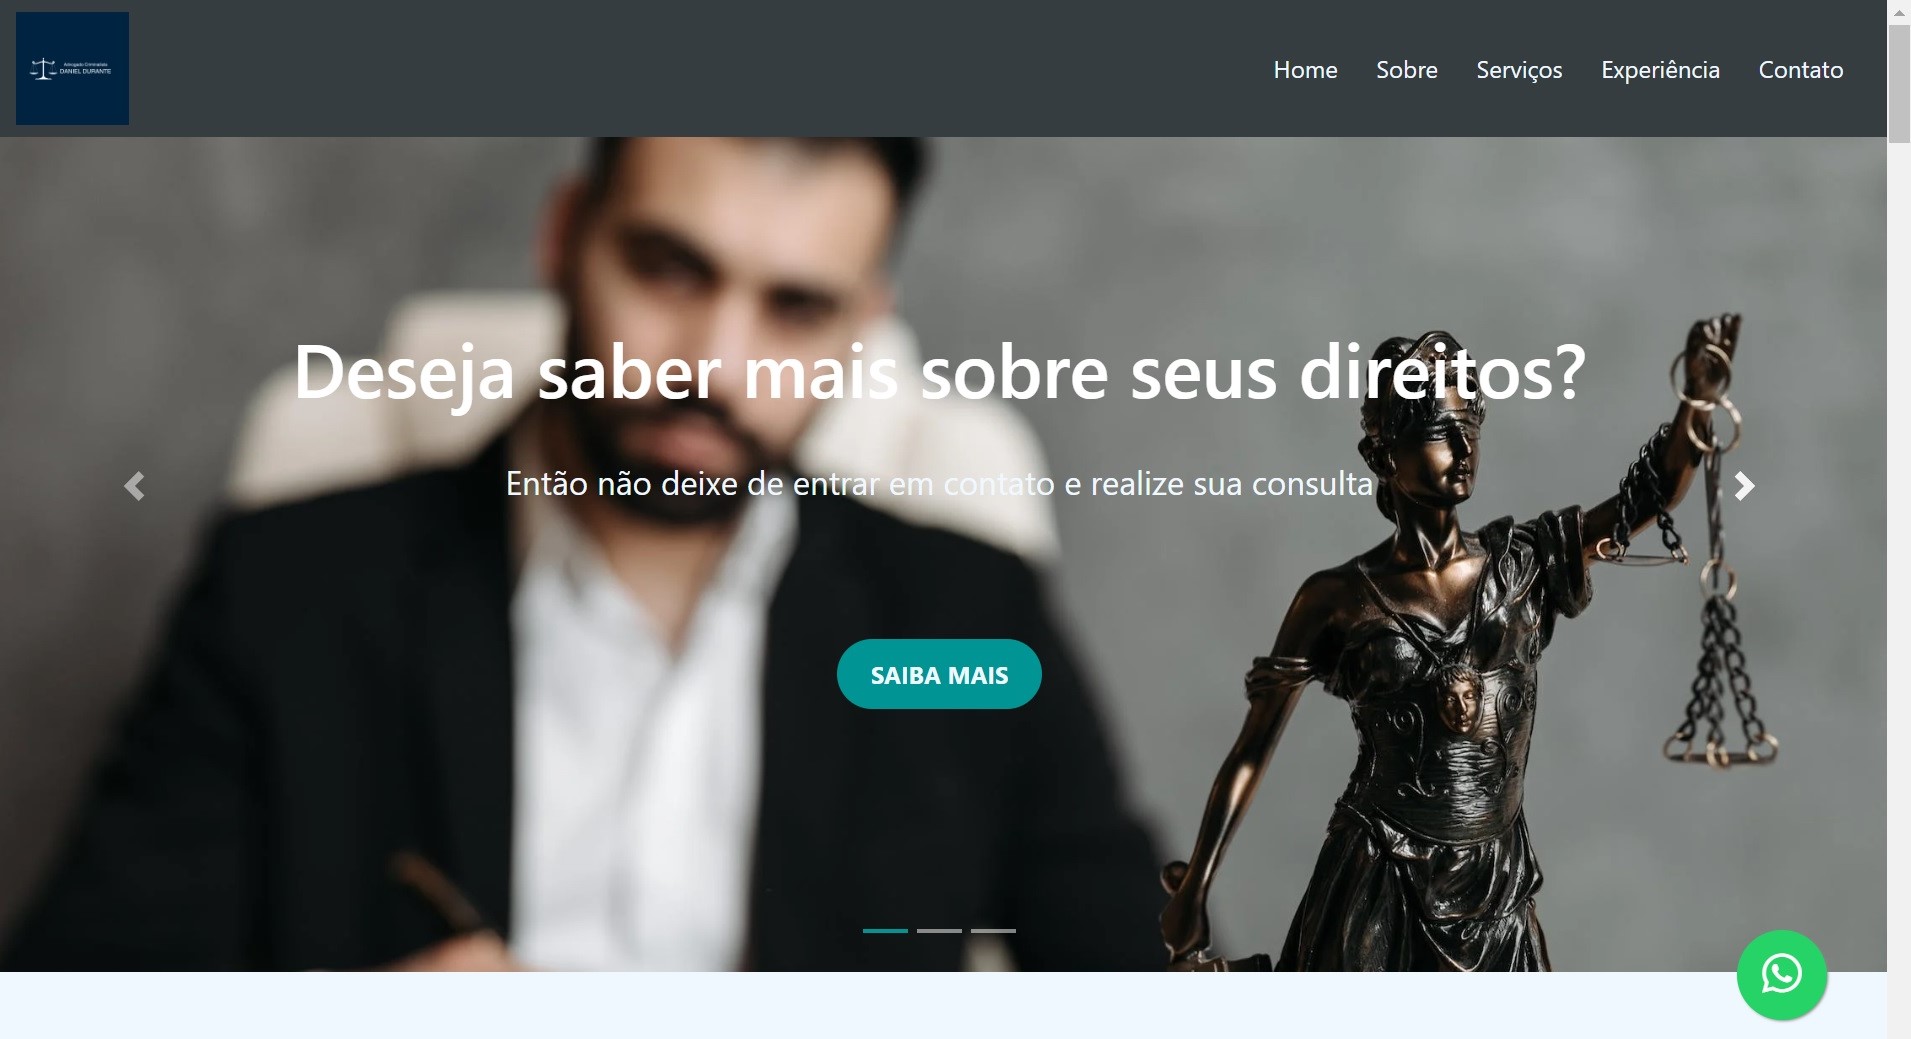 Advogado Criminalista
DANIEL DURANTE
Home Sobre Serviços Experiência Contato
Deseja saber mais sobre seus direitos?
Então não deixe de entrar em contato e realize sua consulta
SAIBA MAIS